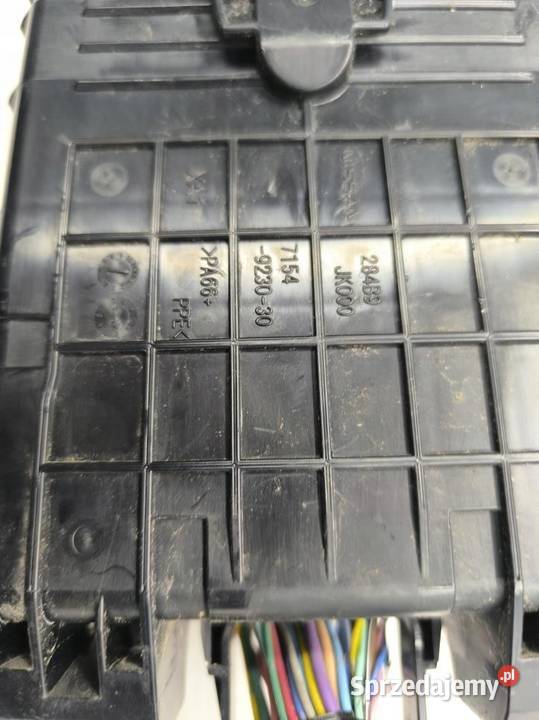 NISSAN
284B9
JK000
7154
-9230-30
>PA66+
PPE<
Sprzedajemy.pl